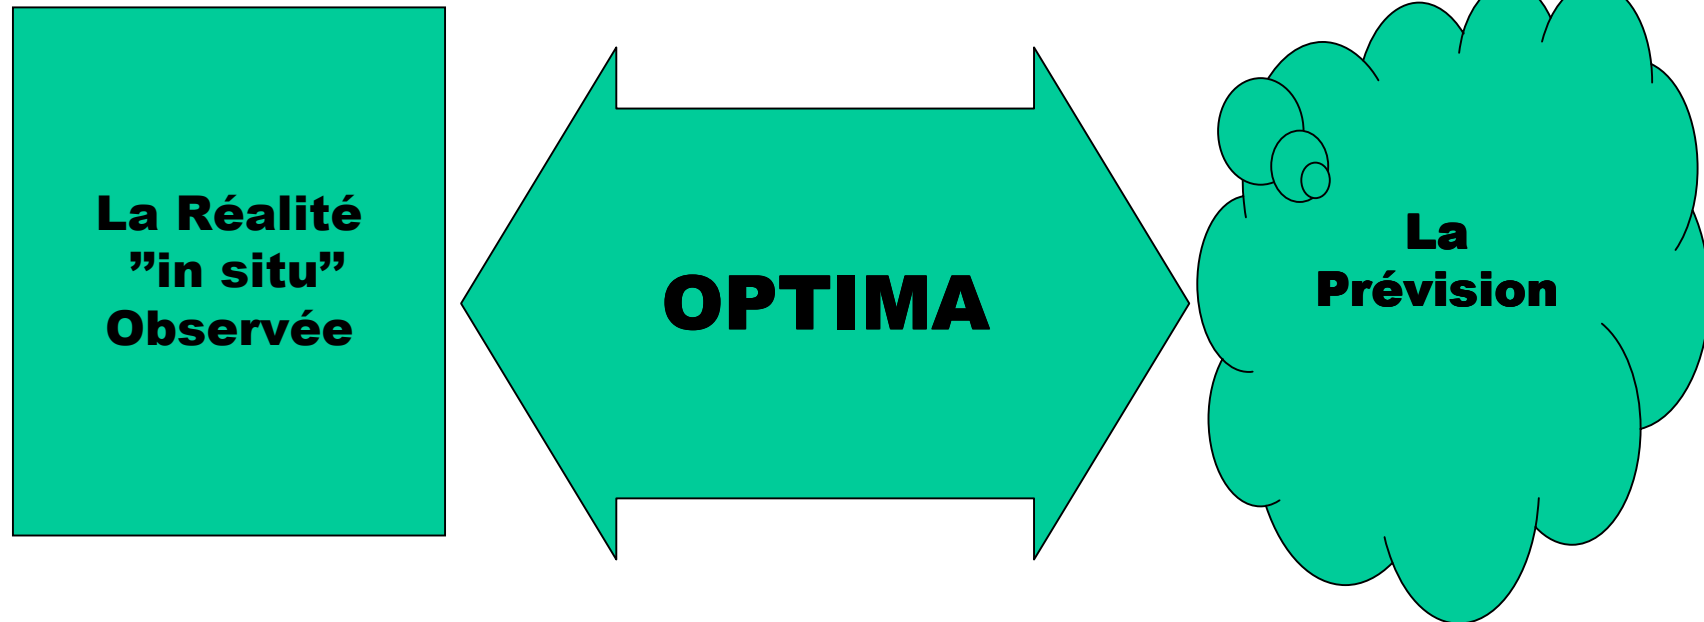 La Réalité
”in situ”
Observée
OPTIMA
La
Prévision